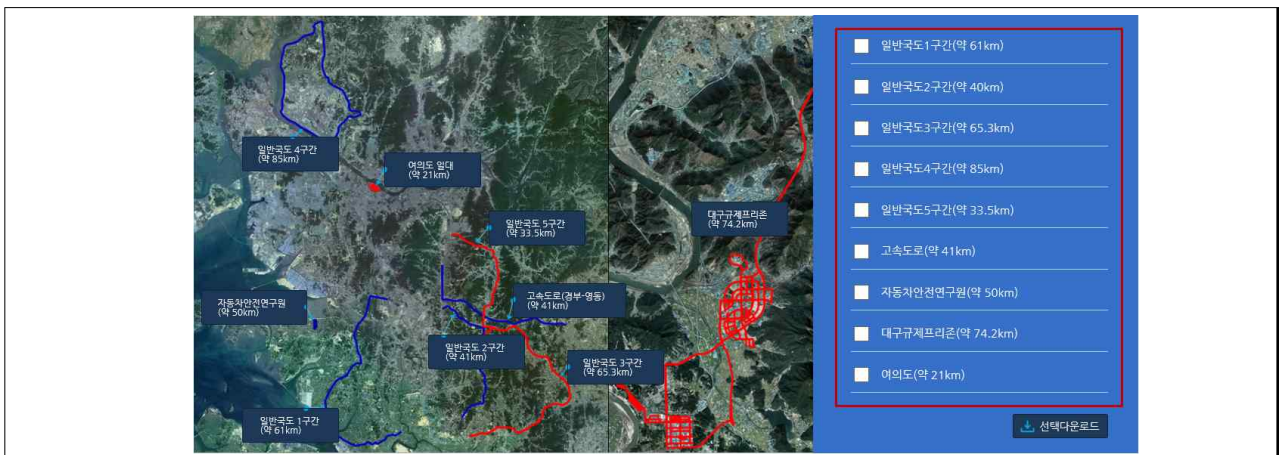 일반국도 4구간
(약 85km)
여의도 일대
(약 21km)
일반국도 5구간
(약 33.5km)
대구규제프리존
(약 74.2km)
자동차안전연구원
(약 50km)
고속도로(경부-영동)
(약 41km)
일반국도 2구간
(약 41km)
일반국도 3구간
(약 65.3km)
일반국도 1구간
(약 61km)
일반국도1구간(약 61km)
일반국도2구간(약 40km)
일반국도3구간(약 65.3km)
일반국도4구간(약 85km)
일반국도5구간(약 33.5km)
고속도로(약 41km)
자동차안전연구원(약 50km)
대구규제프리존(약 74.2km)
여의도(약 21km)
선택다운로드